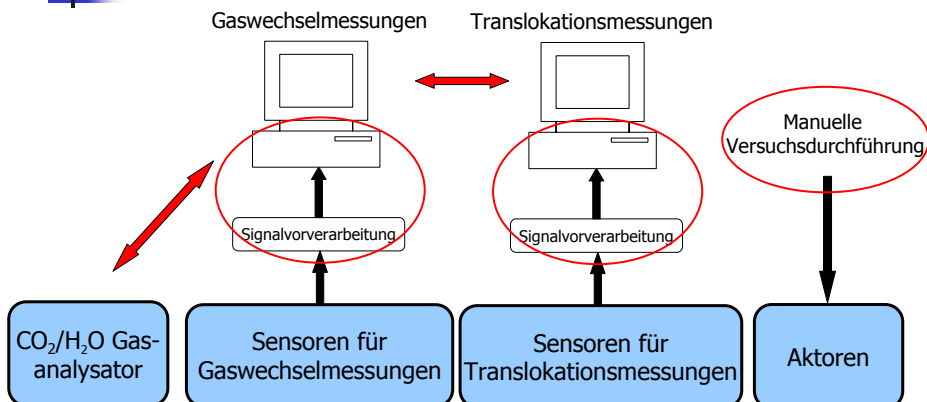 Gaswechselmessungen
Translokationsmessungen
Manuelle
Versuchsdurchführung
Signalvorverarbeitung
Signalvorverarbeitung
CO₂/H₂O Gas-
analysator
Sensoren für
Gaswechselmessungen
Sensoren für
Translokationsmessungen
Aktoren